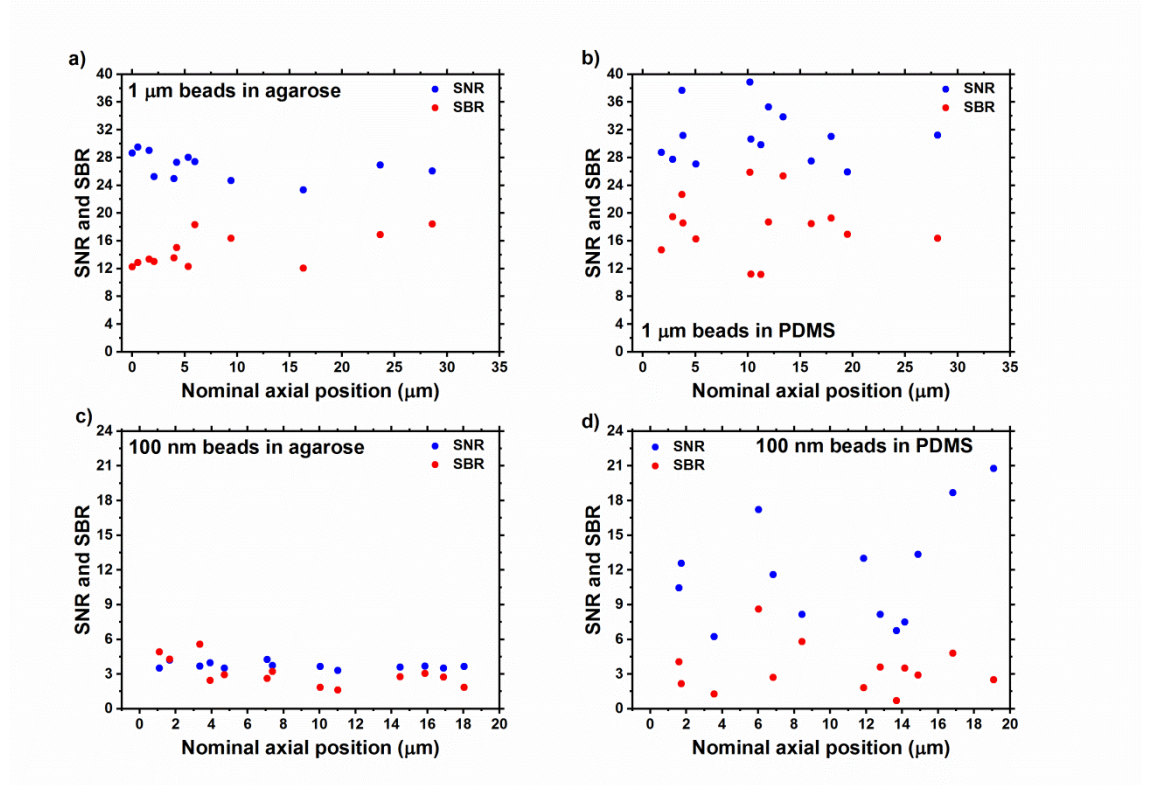 a)
1 μm beads in agarose
SNR
SBR
SNR and SBR
40
36
32
28
24
20
16
12
8
4
0
0 5 10 15 20 25 30 35
Nominal axial position (μm)
b)
SNR
SBR
1 μm beads in PDMS
SNR and SBR
40
36
32
28
24
20
16
12
8
4
0
0 5 10 15 20 25 30 35
Nominal axial position (μm)
c)
100 nm beads in agarose
SNR
SBR
SNR and SBR
24
21
18
15
12
9
6
3
0
0 2 4 6 8 10 12 14 16 18 20
Nominal axial position (μm)
d)
100 nm beads in PDMS
SNR
SBR
SNR and SBR
24
21
18
15
12
9
6
3
0
0 2 4 6 8 10 12 14 16 18 20
Nominal axial position (μm)